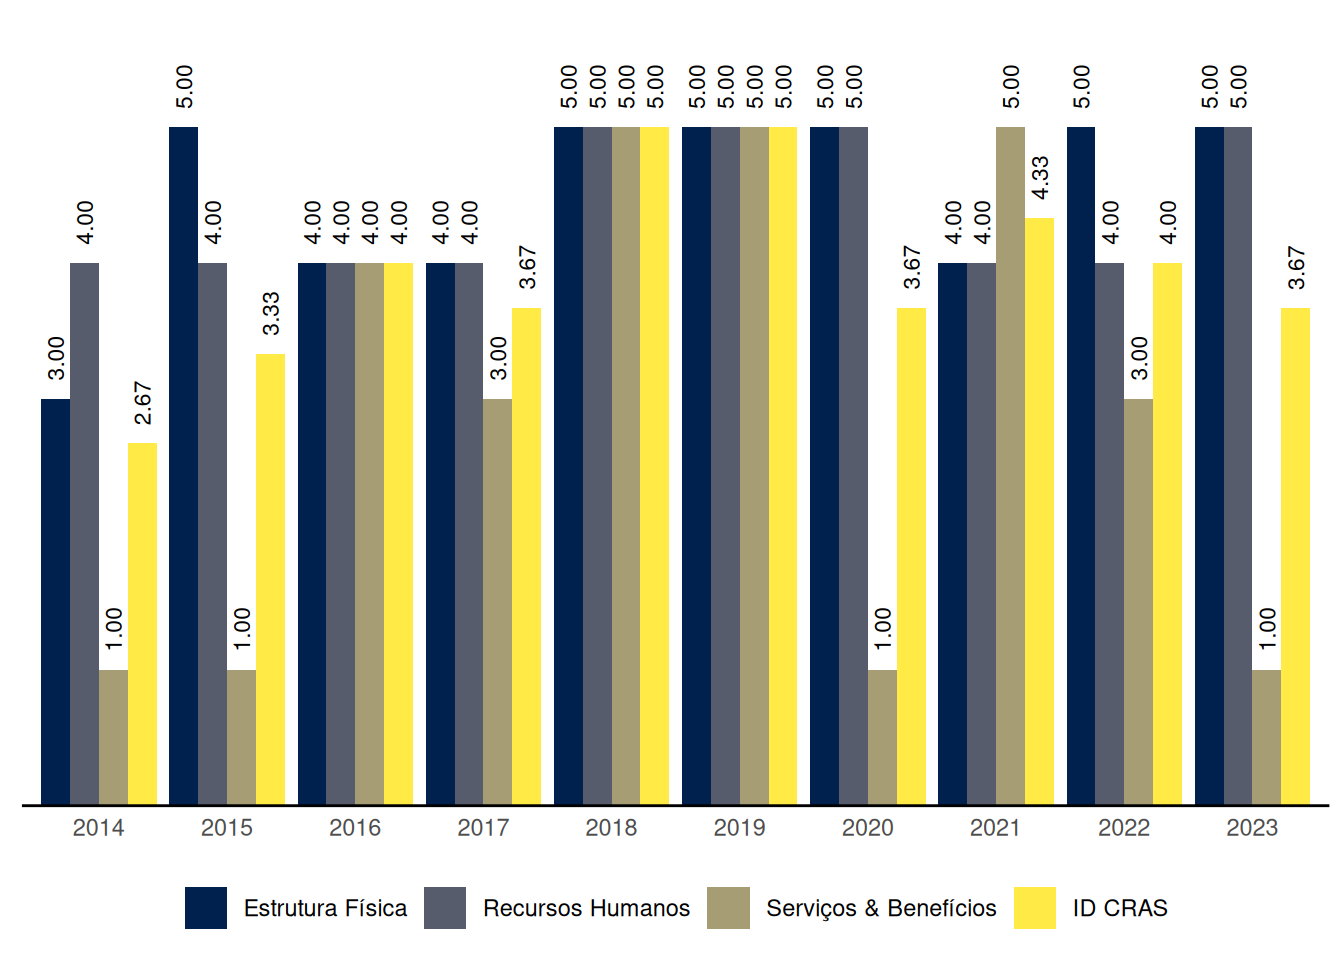 3.00 4.00 1.00 2.67
5.00 4.00 1.00 3.33
4.00 4.00 4.00 4.00
4.00 4.00 3.00 3.67
5.00 5.00 5.00 5.00
5.00 5.00 5.00 5.00
5.00 5.00 1.00 3.67
4.00 4.00 5.00 4.33
5.00 4.00 3.00 4.00
5.00 5.00 1.00 3.67
2014 2015 2016 2017 2018 2019 2020 2021 2022 2023
Estrutura Física Recursos Humanos Serviços & Benefícios ID CRAS